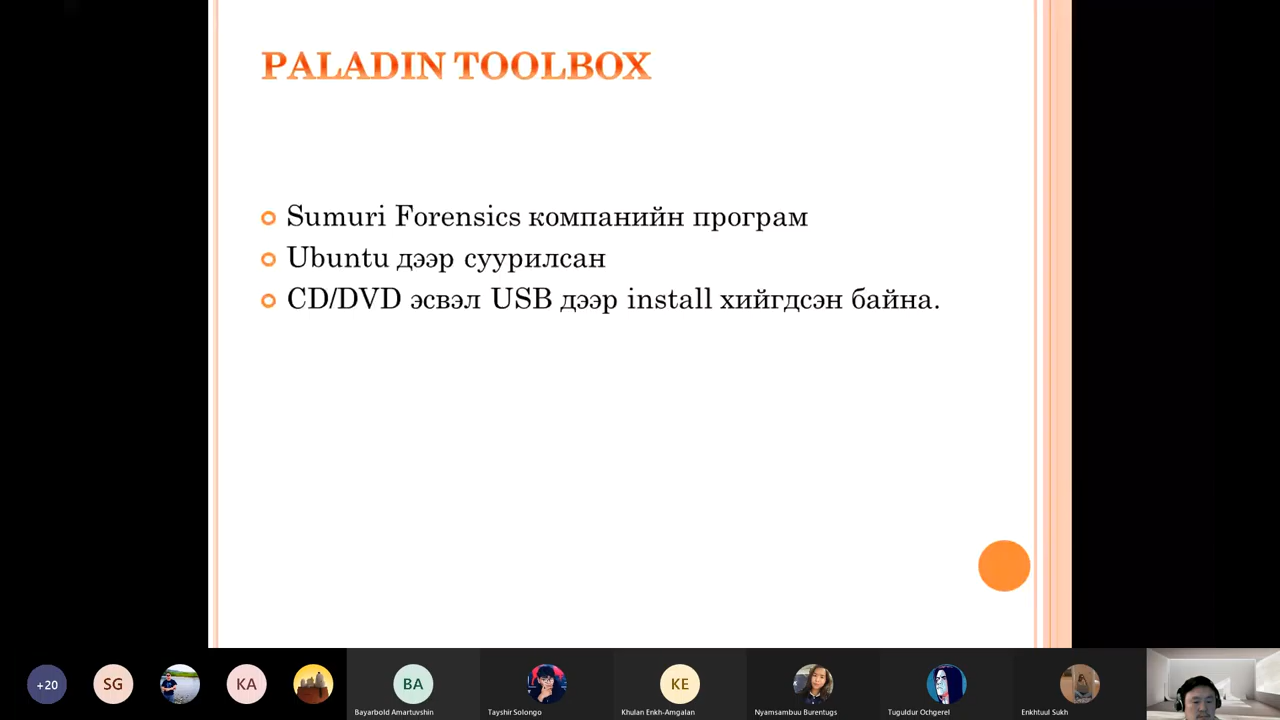 PALADIN TOOLBOX
Sumuri Forensics компанийн програм
Ubuntu дээр суурилсан
CD/DVD эсвэл USB дээр install хийгдсэн байна.
+20
SG
KA
BA
KE
Bayarbold Amartuvshin
Tayshir Solongo
Khulan Enkh-Amgalan
Nyamsambuu Burentugs
Tuguldur Ochgerel
Enkhtuul Sukh